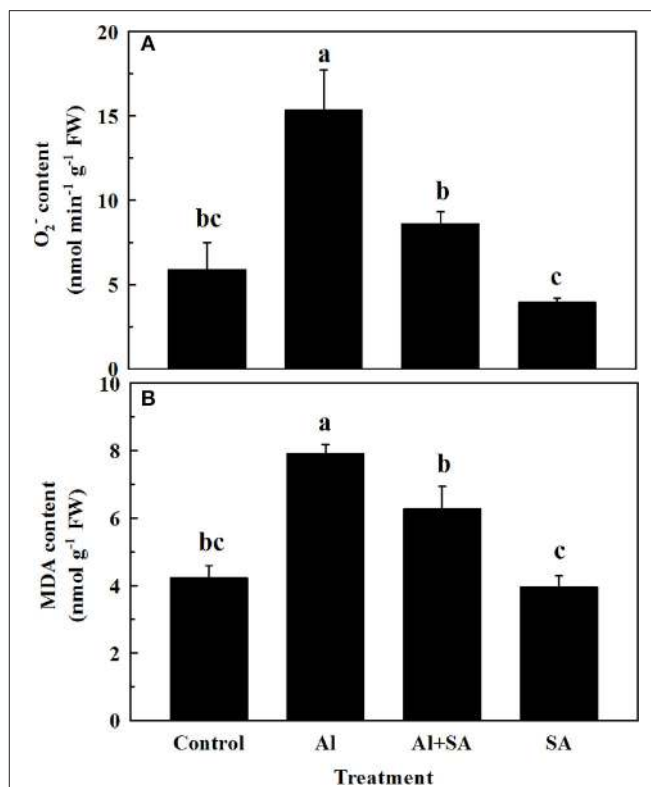 A
O₂⁻ content
(nmol min⁻¹ g⁻¹ FW)
20
15
10
5
0
bc
a
b
c
B
MDA content
(nmol g⁻¹ FW)
10
8
6
4
2
0
bc
a
b
c
Control Al Al+SA SA
Treatment